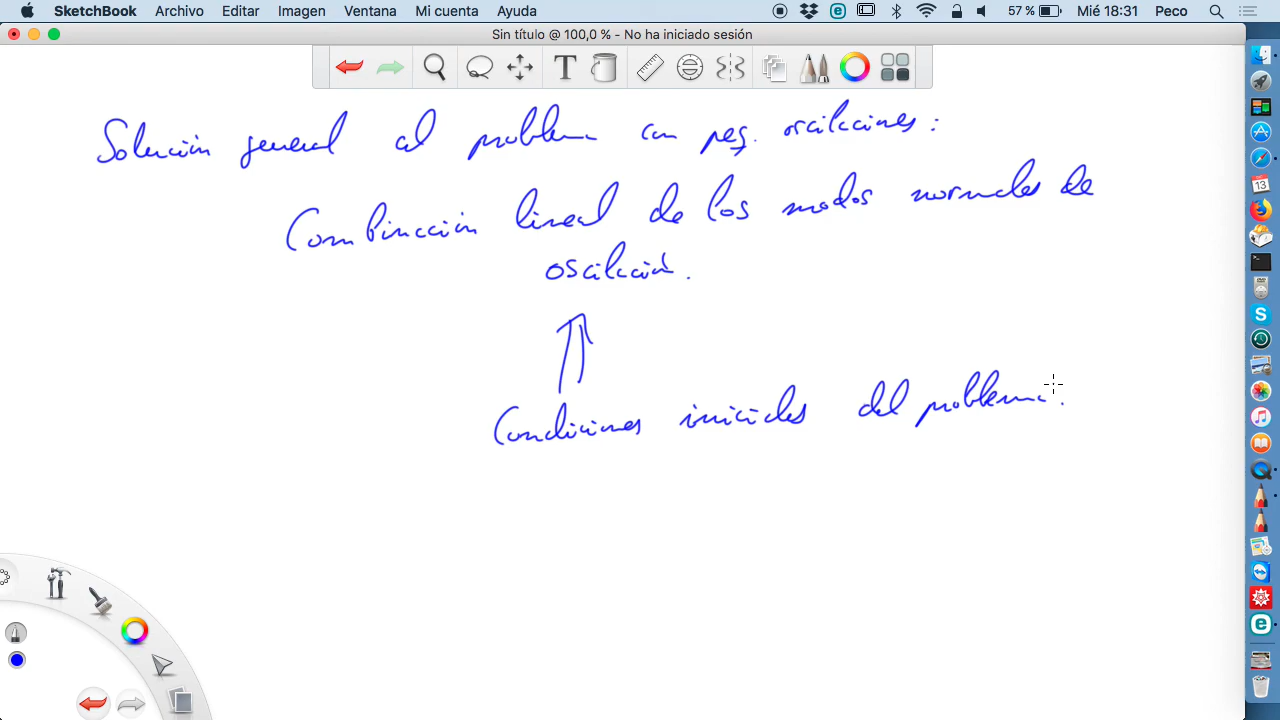 SketchBook Archivo Editar Imagen Ventana Mi cuenta Ayuda 57 % Mié 18:31 Peco
Sin título @ 100,0 % - No ha iniciado sesión
Solución general al problema con peq. oscilaciones:
Combinación lineal de los modos normales de
oscilación.
Condiciones iniciales del problema.